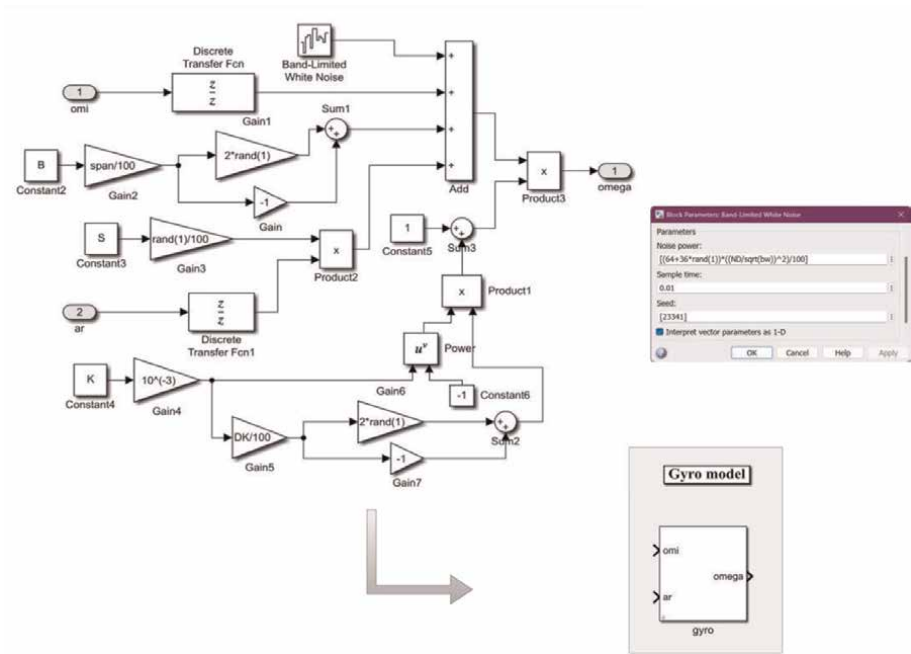 Band-Limited
White Noise
Discrete
Transfer Fcn
1
omi
z
z
Gain1
Sum1
+
+
+
+
Add
++
B
Constant2
span/100
Gain2
2*rand(1)
-1
Gain
x
Product3
1
omega
S
Constant3
rand(1)/100
Gain3
x
Product2
1
Constant5
++
Sum3
x
Product1
2
ar
z
z
Discrete
Transfer Fcn1
u^v
Power
K
Constant4
10^(-3)
Gain4
Gain6
-1
Constant6
DK/100
Gain5
2*rand(1)
++
Sum2
-1
Gain7
Block Parameters: Band-Limited White Noise
Parameters
Noise power:
[(64+36*rand(1))*((ND/sqrt(bw))^2)/100]
Sample time:
0.01
Seed:
[23341]
Interpret vector parameters as 1-D
OK Cancel Help Apply
Gyro model
omi
omega
ar
gyro